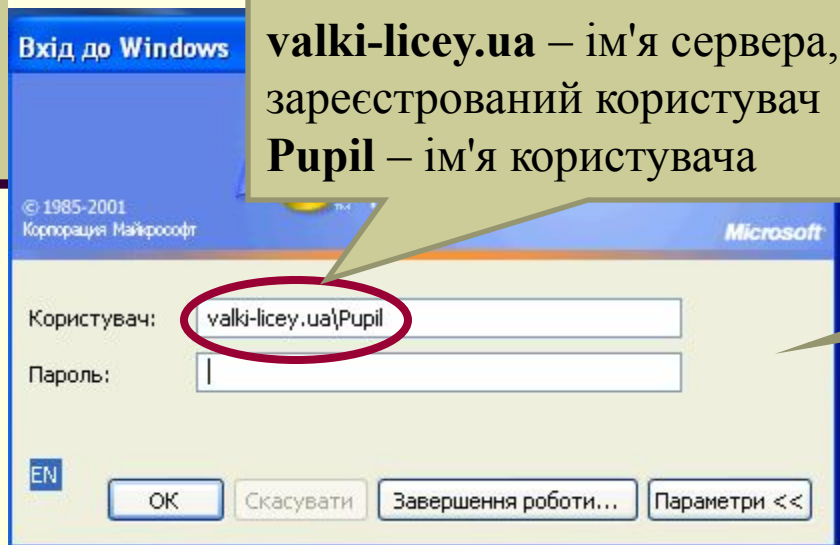 valki-licey.ua – ім'я сервера,
зареєстрований користувач
Pupil – ім'я користувача
Вхід до Windows
© 1985-2001
Корпорация Майкрософт
Microsoft
Користувач: valki-licey.ua\Pupil
Пароль:
EN
ОК Скасувати Завершення роботи... Параметри <<